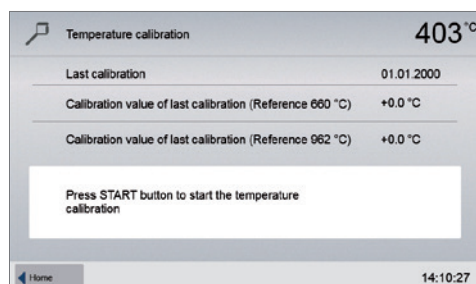 Temperature calibration 403 °C
Last calibration 01.01.2000
Calibration value of last calibration (Reference 660 °C) +0.0 °C
Calibration value of last calibration (Reference 962 °C) +0.0 °C
Press START button to start the temperature
calibration
Home 14:10:27